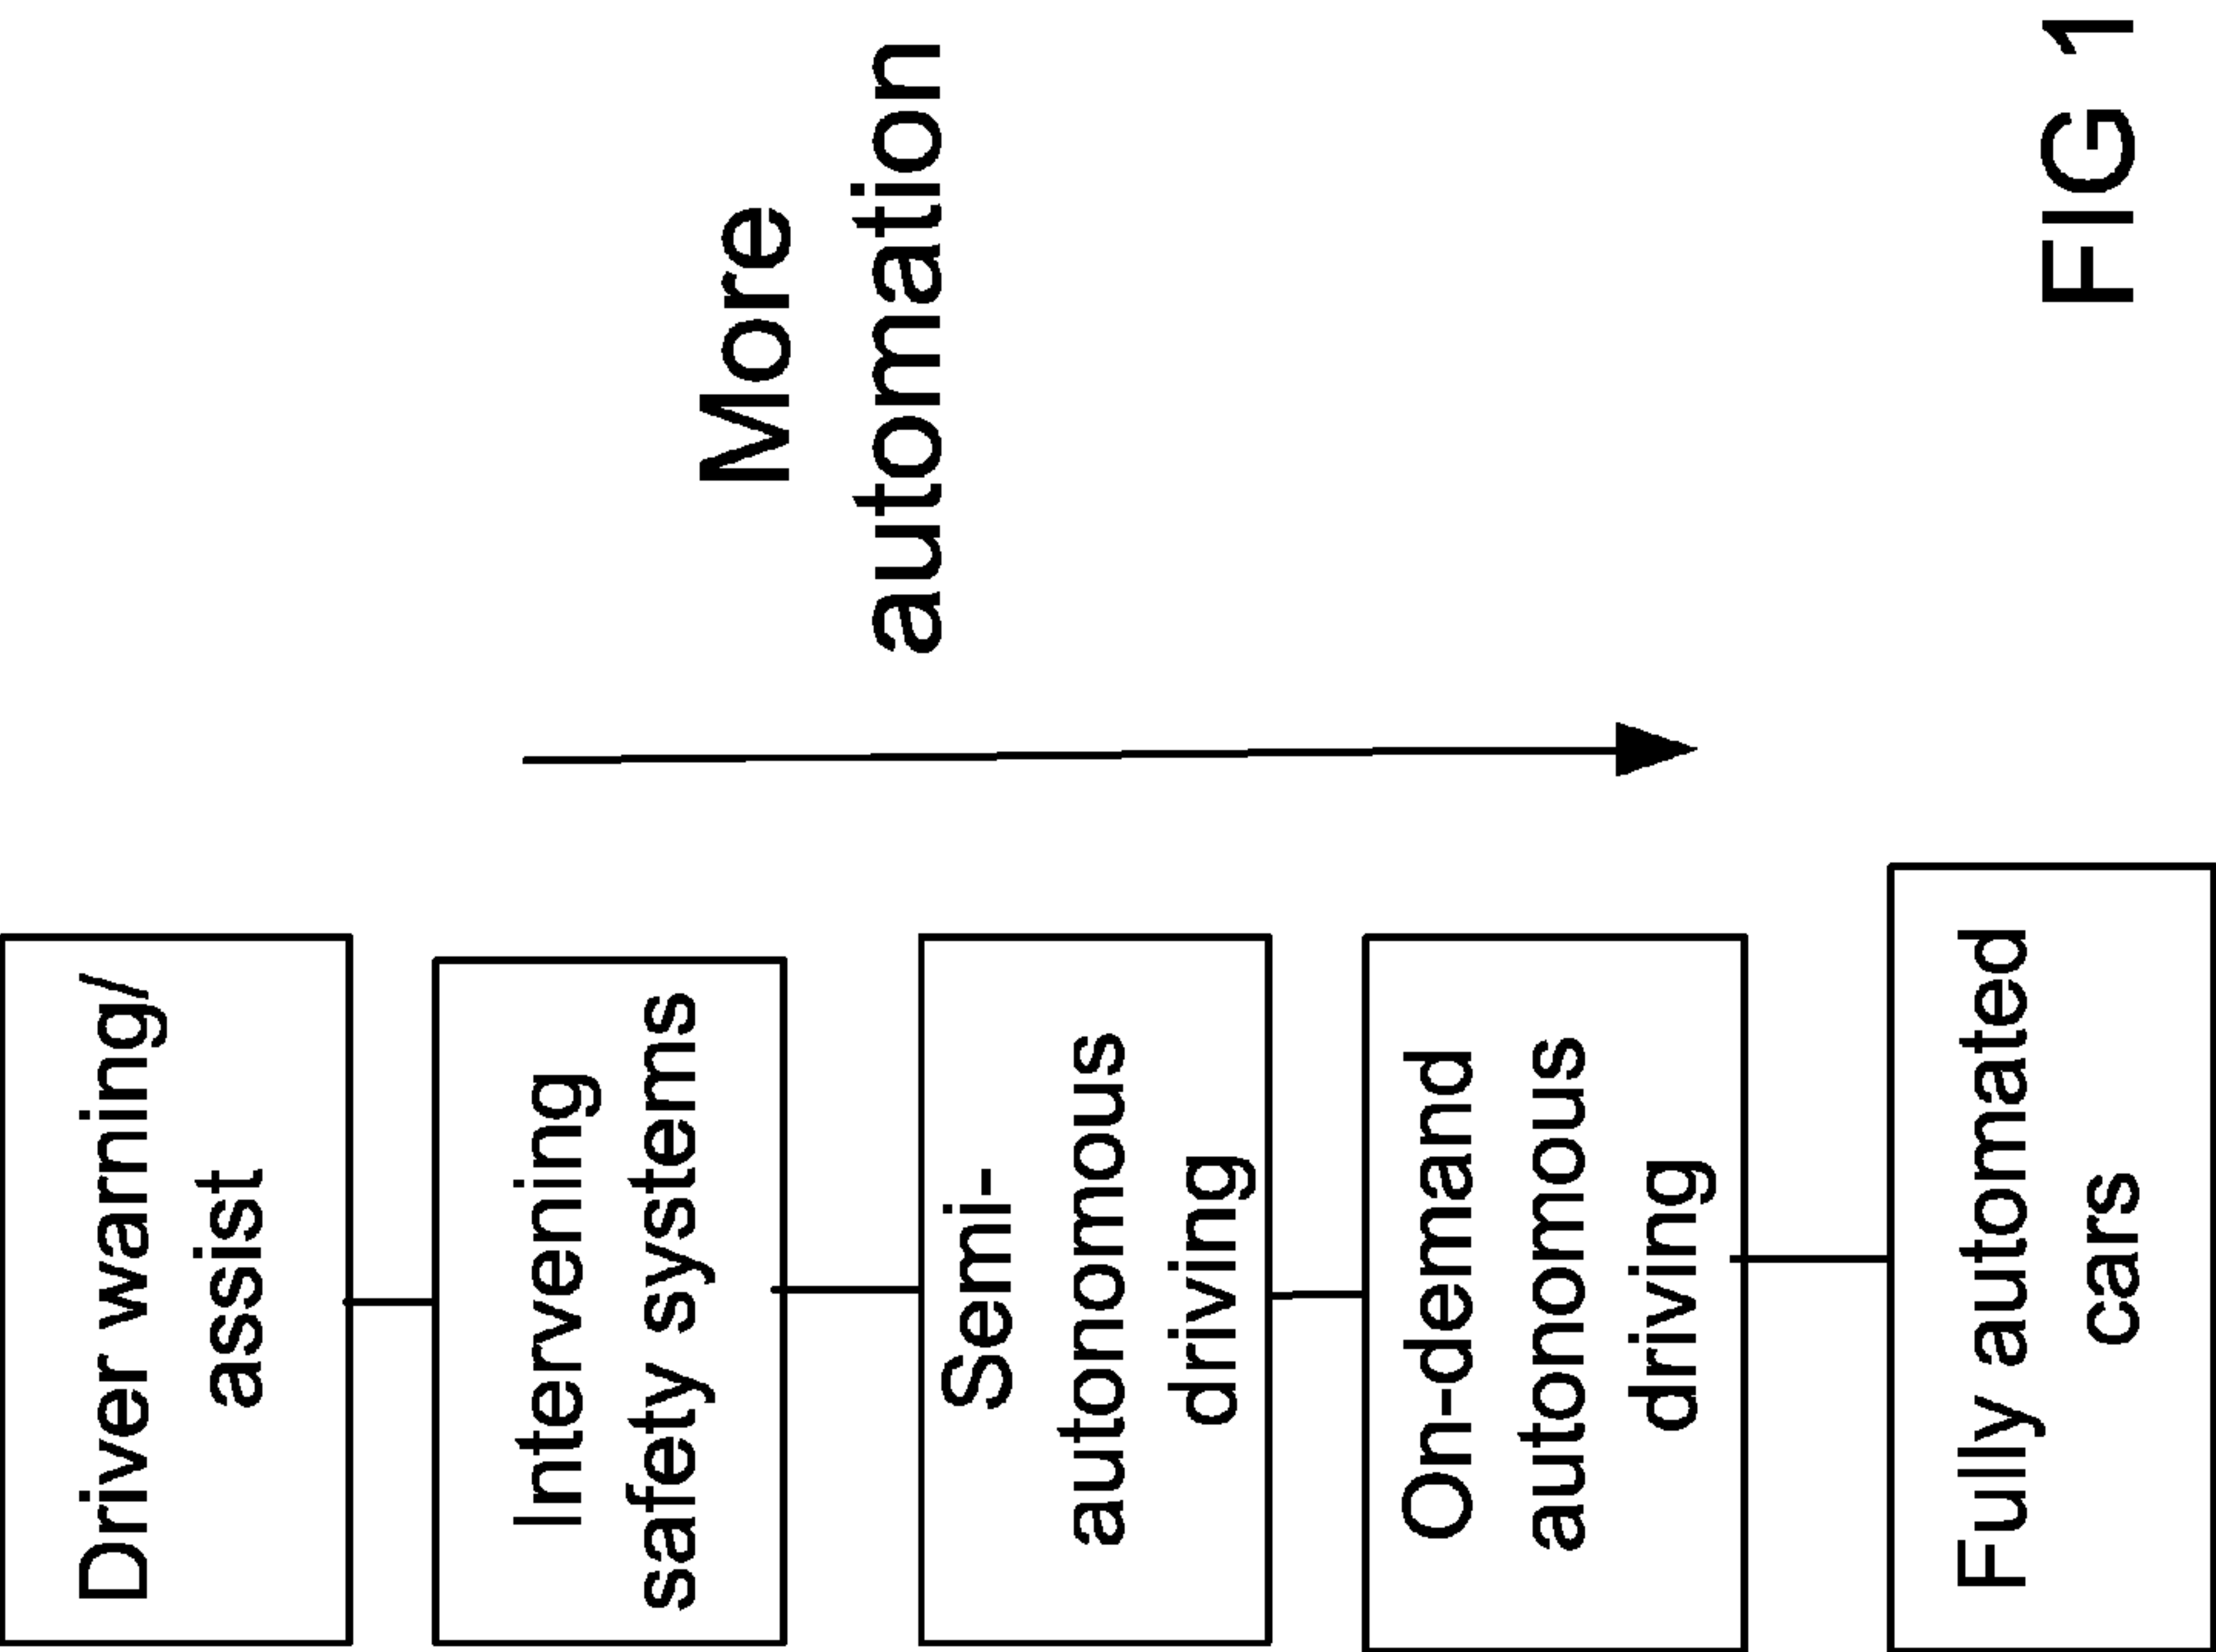 Driver warning/
assist
Intervening
safety systems
Semi-
autonomous
driving
On-demand
autonomous
driving
Fully automated
cars
More
automation
FIG 1